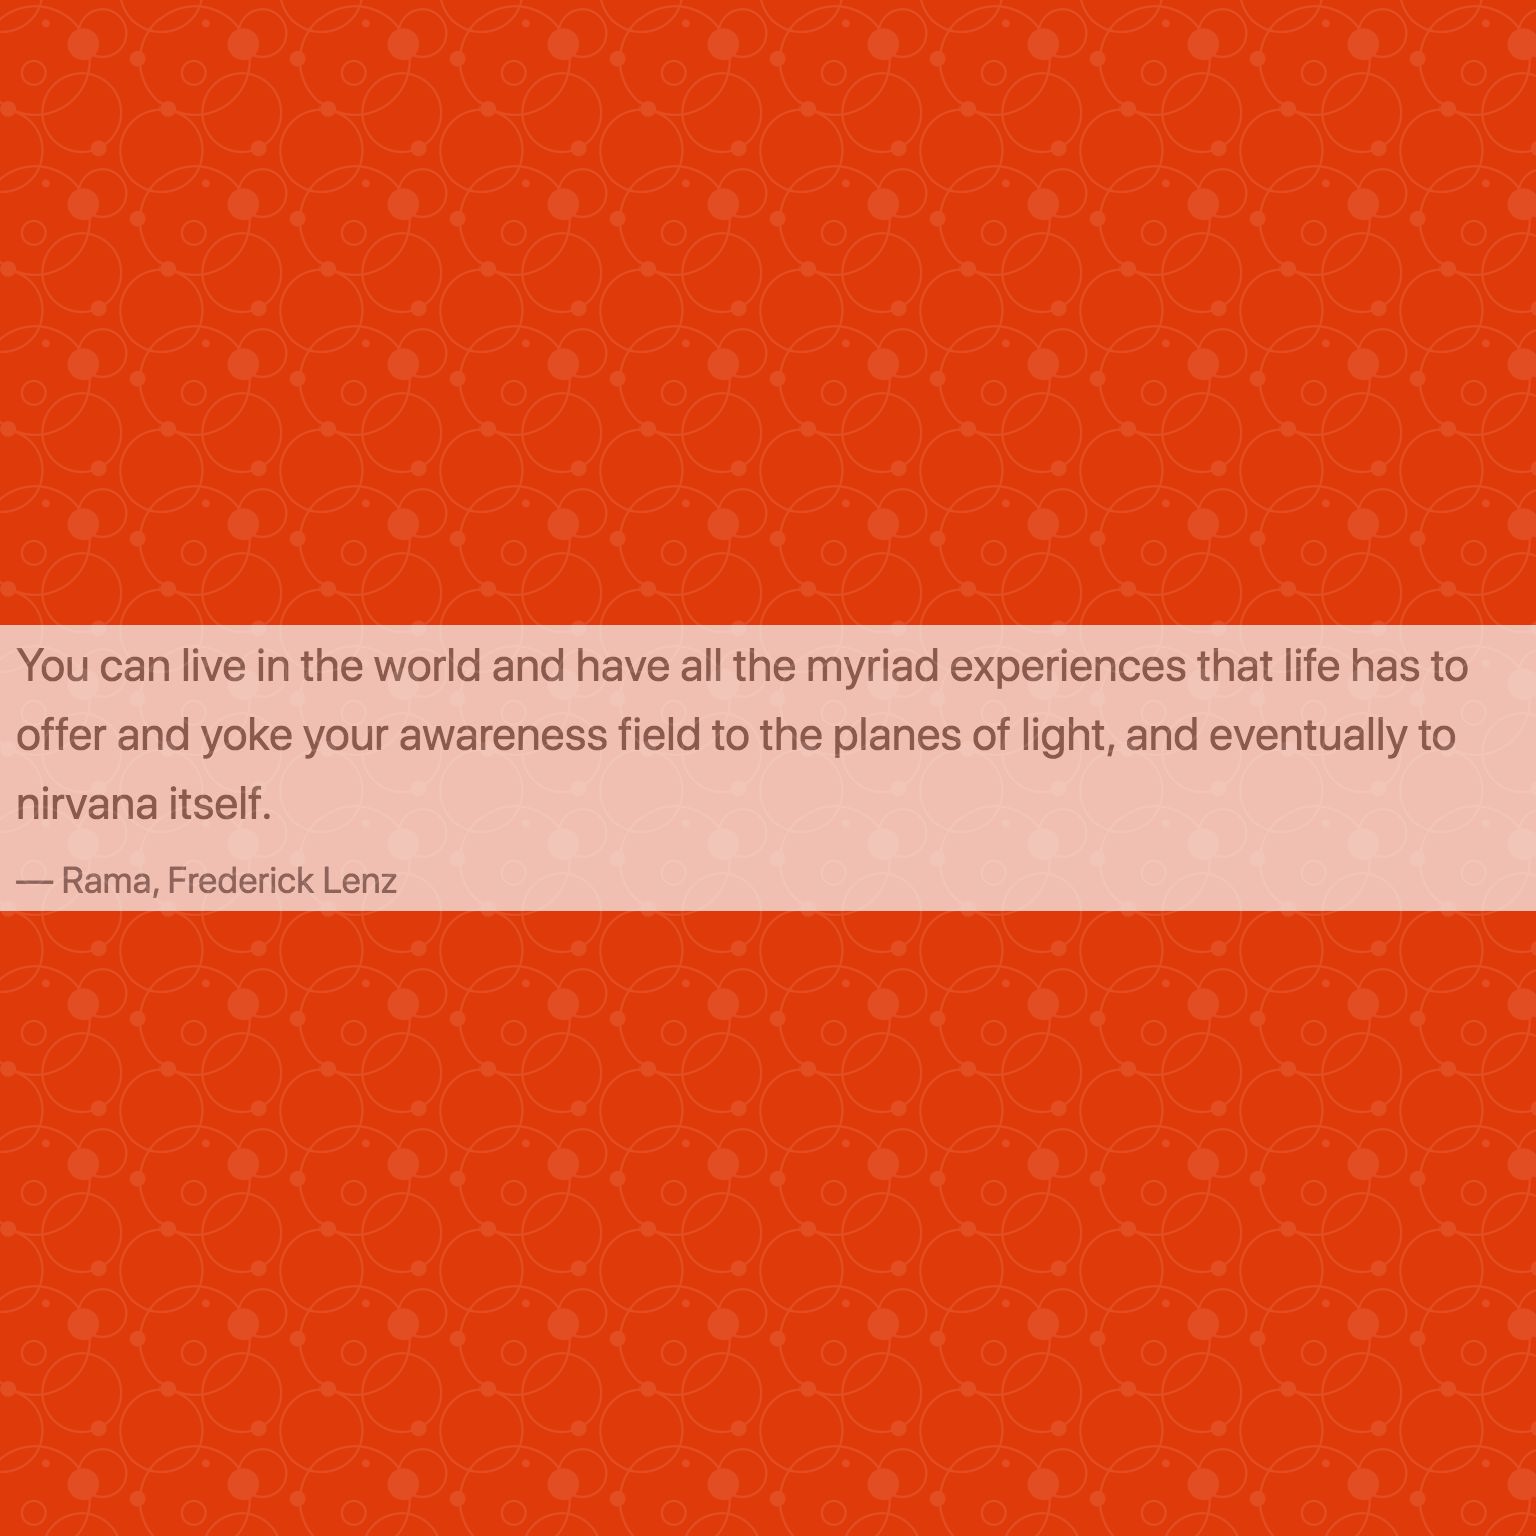 You can live in the world and have all the myriad experiences that life has to
offer and yoke your awareness field to the planes of light, and eventually to
nirvana itself.
— Rama, Frederick Lenz